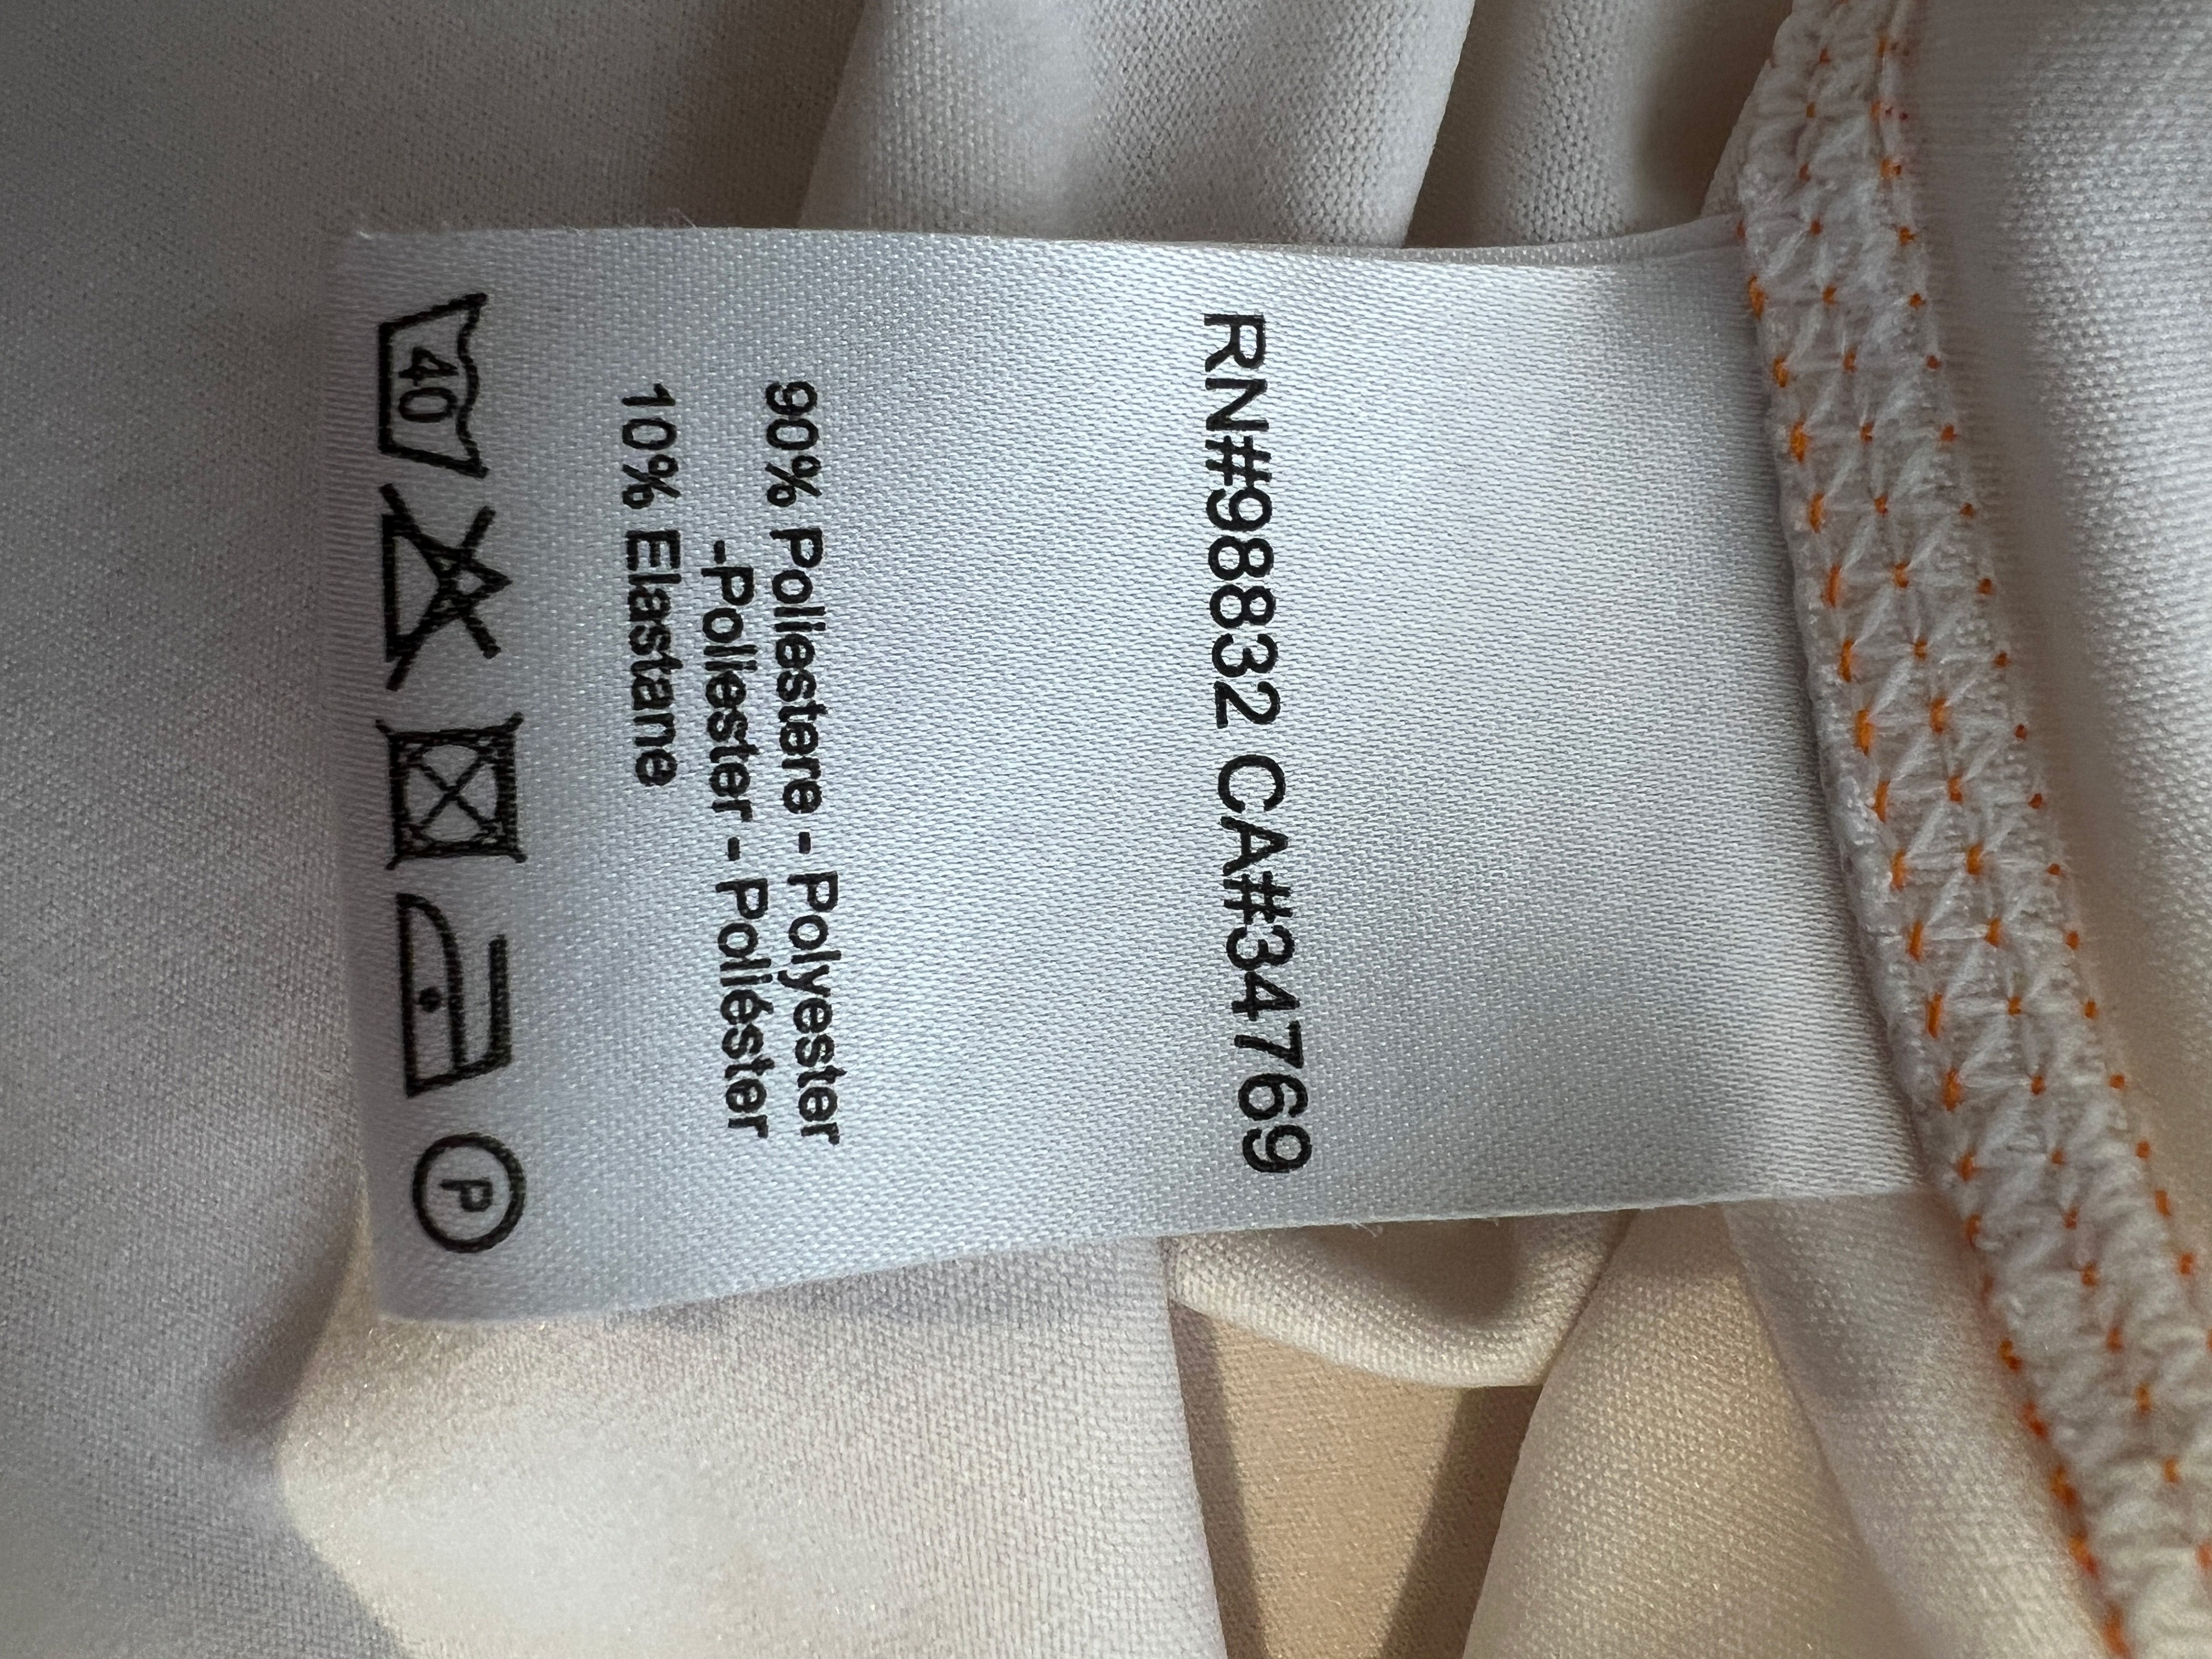 RN#98832 CA#34769
90% Poliestere - Polyester
-Poliester - Poliéster
10% Elastane
40
P